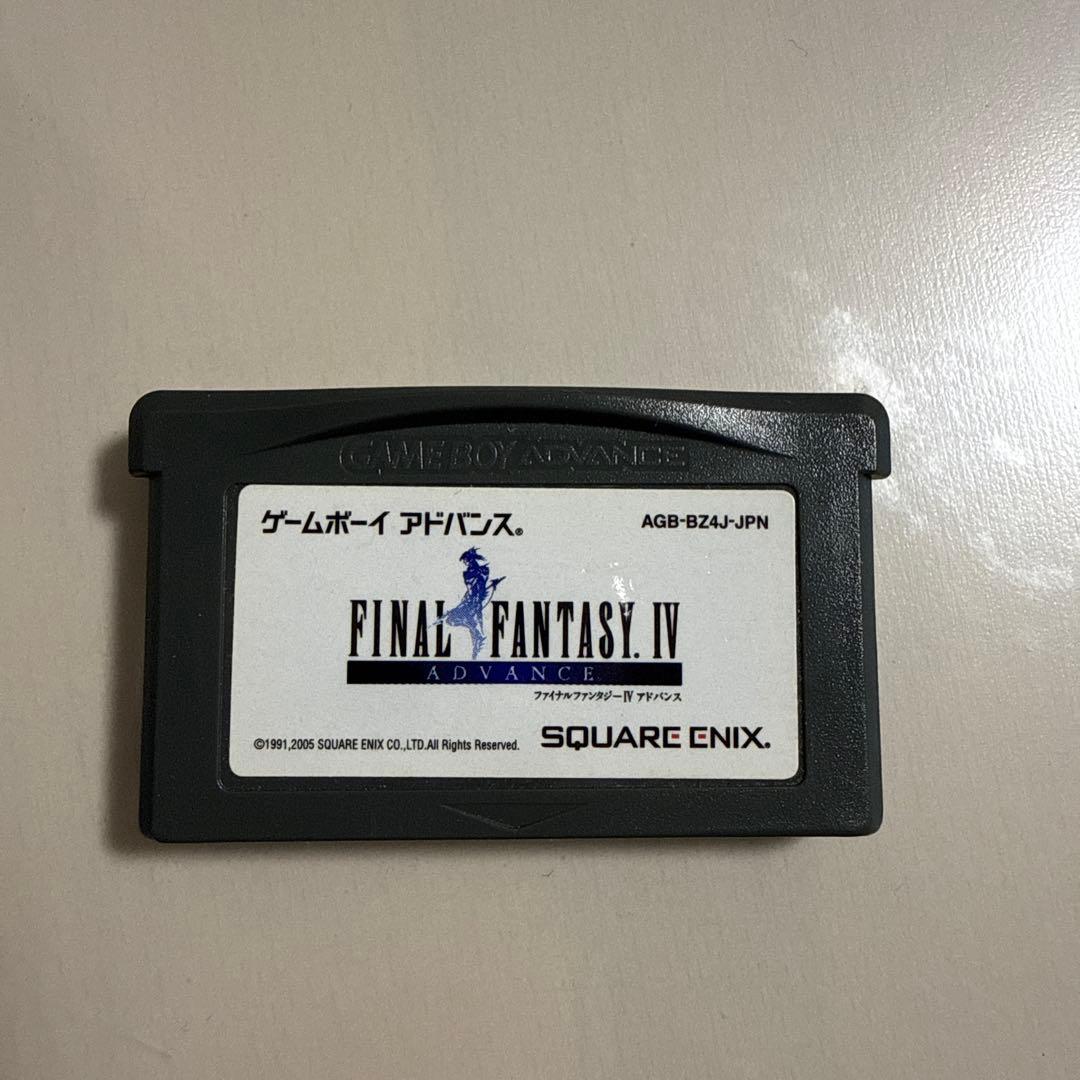 GAME BOY ADVANCE
ゲームボーイ アドバンス® AGB-BZ4J-JPN
FINAL FANTASY. IV
ADVANCE
ファイナルファンタジーIV アドバンス
©1991,2005 SQUARE ENIX CO.,LTD.All Rights Reserved. SQUARE ENIX.